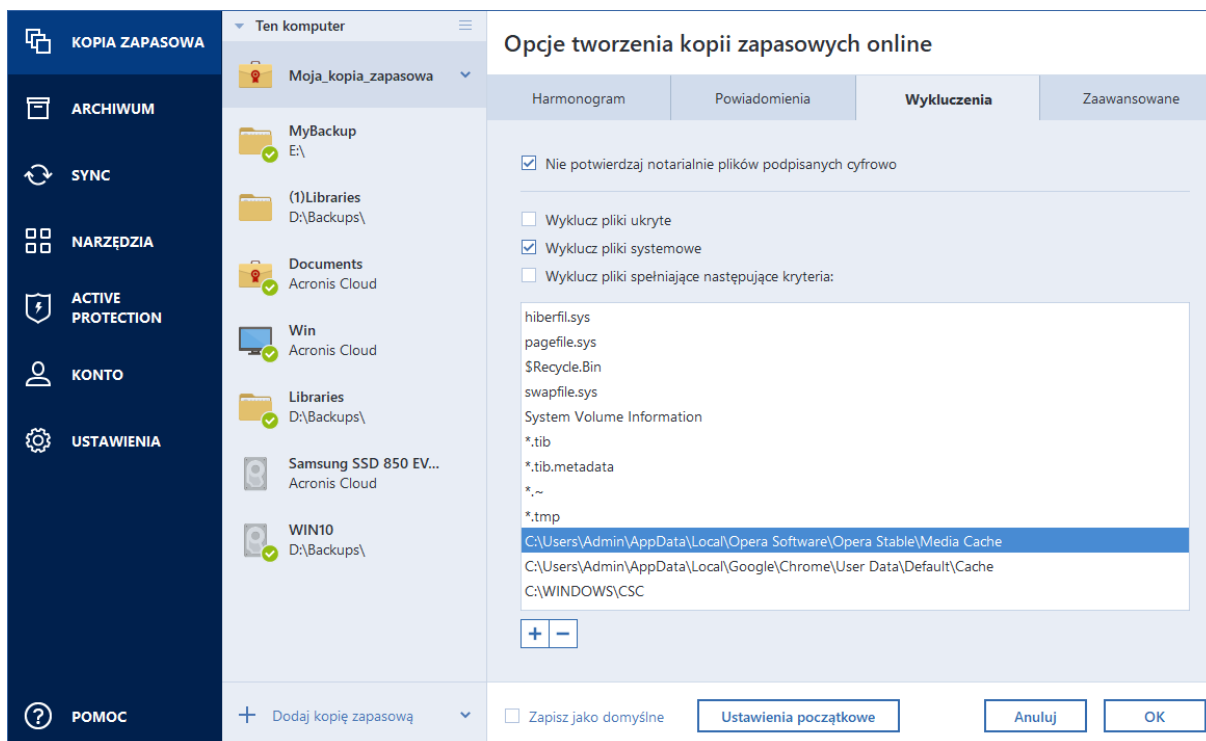 KOPIA ZAPASOWA
ARCHIWUM
SYNC
NARZĘDZIA
ACTIVE
PROTECTION
KONTO
USTAWIENIA
POMOC
Ten komputer
Moja_kopia_zapasowa
MyBackup
E:\
(1)Libraries
D:\Backups\
Documents
Acronis Cloud
Win
Acronis Cloud
Libraries
D:\Backups\
Samsung SSD 850 EV...
Acronis Cloud
WIN10
D:\Backups\
Dodaj kopię zapasową
Opcje tworzenia kopii zapasowych online
Harmonogram
Powiadomienia
Wykluczenia
Zaawansowane
Nie potwierdzaj notarialnie plików podpisanych cyfrowo
Wyklucz pliki ukryte
Wyklucz pliki systemowe
Wyklucz pliki spełniające następujące kryteria:
hiberfil.sys
pagefile.sys
$Recycle.Bin
swapfile.sys
System Volume Information
*.tib
*.tib.metadata
*.~
*.tmp
C:\Users\Admin\AppData\Local\Opera Software\Opera Stable\Media Cache
C:\Users\Admin\AppData\Local\Google\Chrome\User Data\Default\Cache
C:\WINDOWS\CSC
Zapisz jako domyślne
Ustawienia początkowe
Anuluj
OK